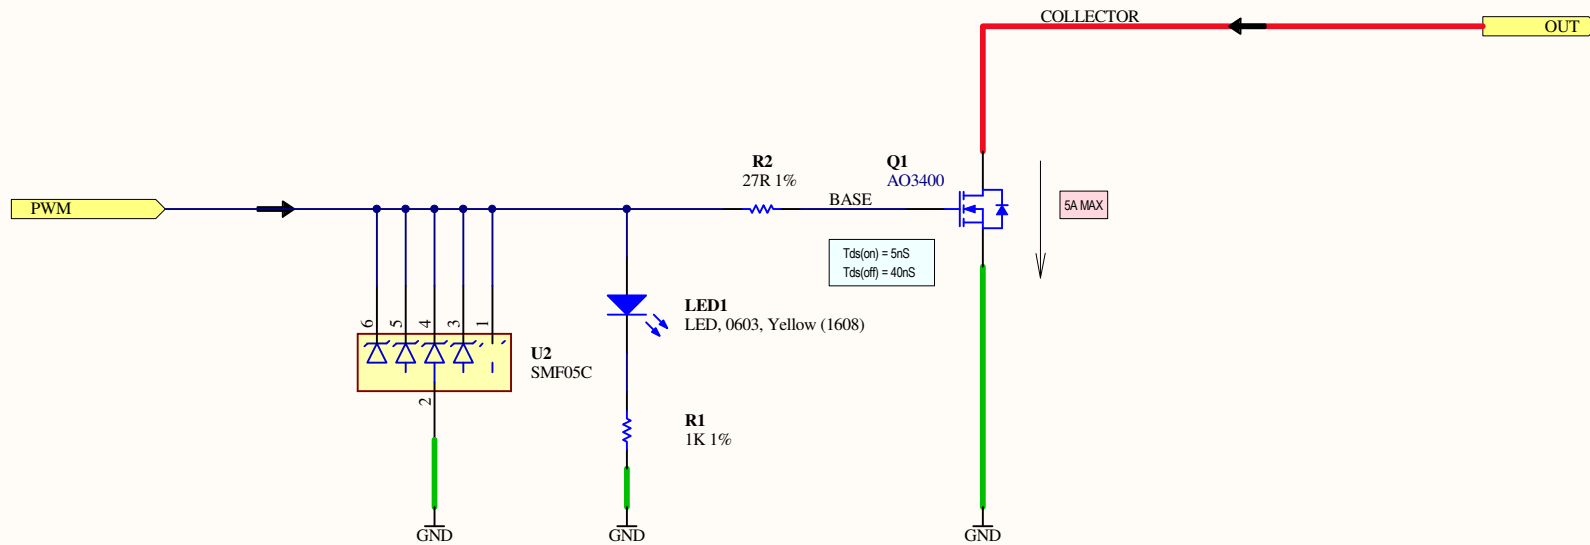 COLLECTOR
OUT
R2
27R 1%
Q1
AO3400
PWM
BASE
5A MAX
Tds(on) = 5nS
Tds(off) = 40nS
LED1
LED, 0603, Yellow (1608)
6
5
4
3
1
U2
SMF05C
2
R1
1K 1%
GND
GND
GND